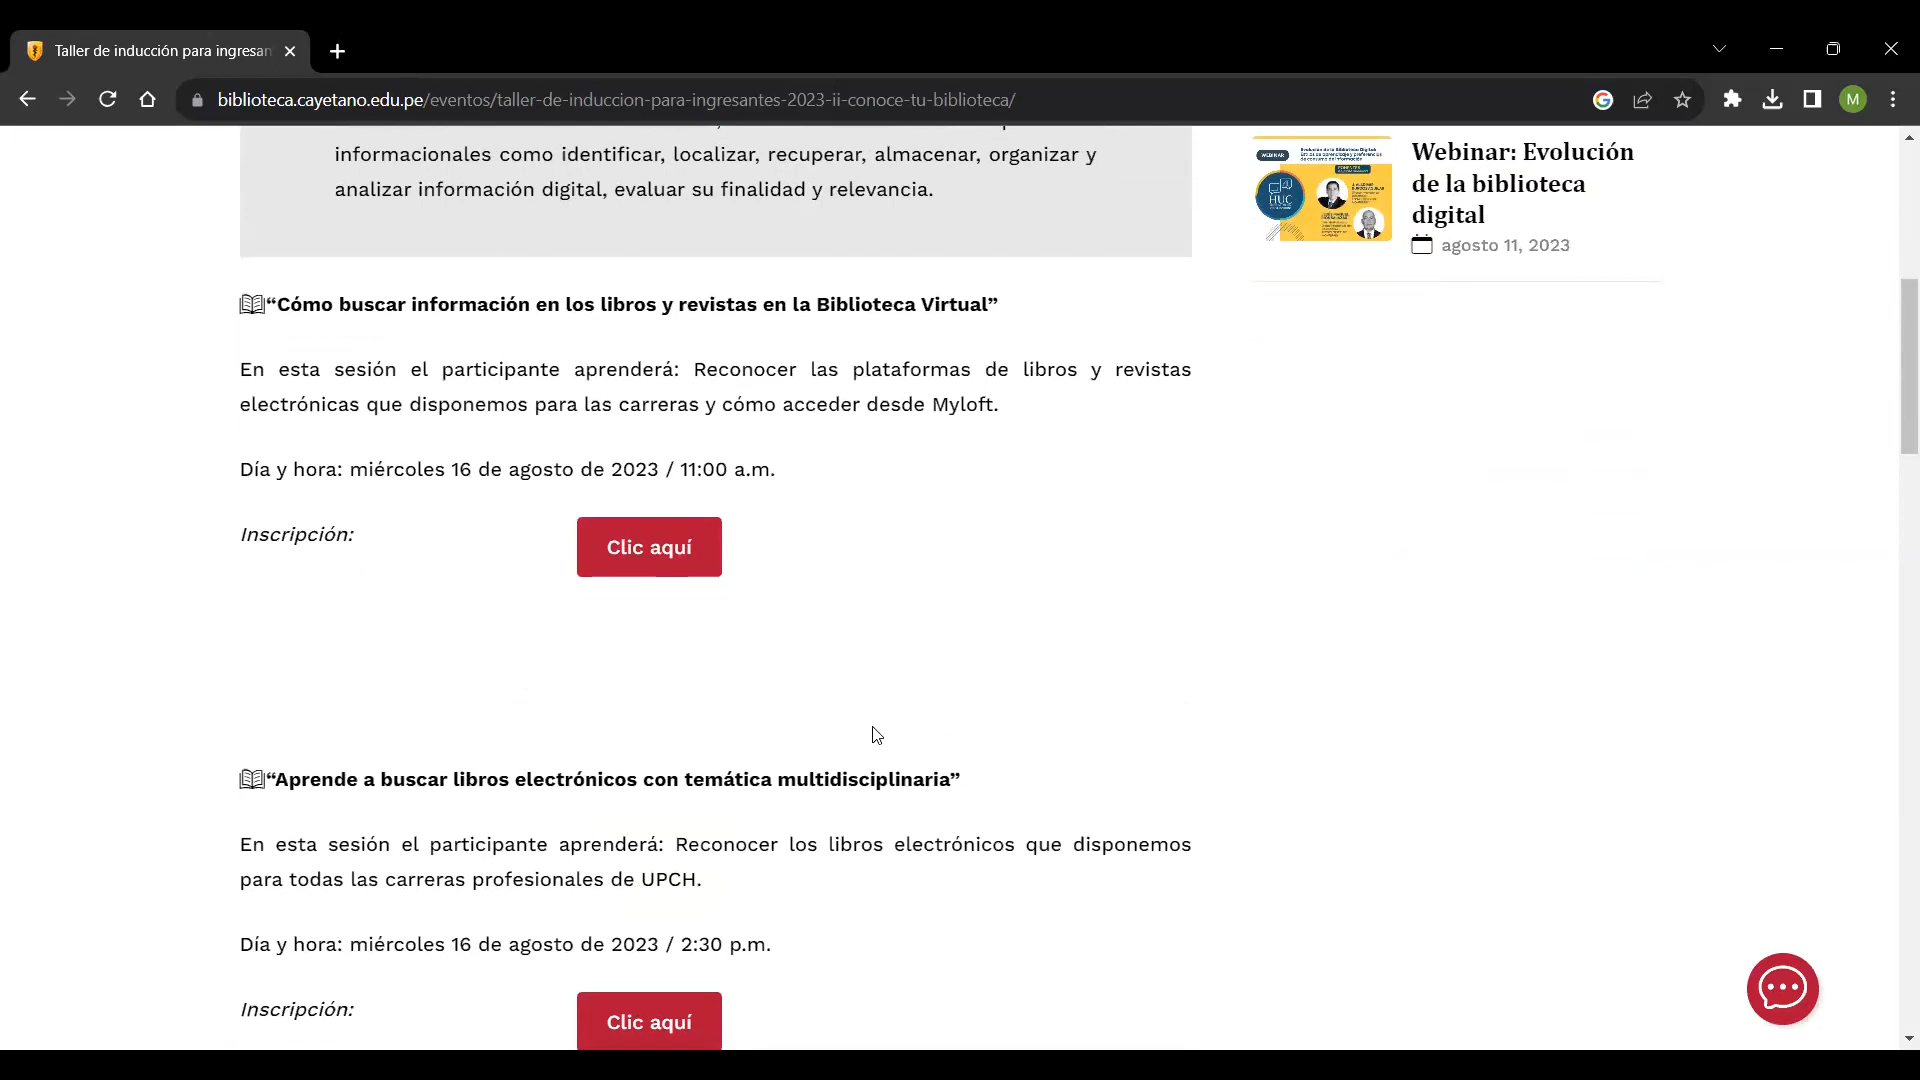 Taller de inducción para ingresan
biblioteca.cayetano.edu.pe/eventos/taller-de-induccion-para-ingresantes-2023-ii-conoce-tu-biblioteca/
M
informacionales como identificar, localizar, recuperar, almacenar, organizar y
analizar información digital, evaluar su finalidad y relevancia.
WEBINAR
HUC
Webinar: Evolución
de la biblioteca
digital
agosto 11, 2023
“Cómo buscar información en los libros y revistas en la Biblioteca Virtual”
En esta sesión el participante aprenderá: Reconocer las plataformas de libros y revistas
electrónicas que disponemos para las carreras y cómo acceder desde Myloft.
Día y hora: miércoles 16 de agosto de 2023 / 11:00 a.m.
Inscripción:
Clic aquí
“Aprende a buscar libros electrónicos con temática multidisciplinaria”
En esta sesión el participante aprenderá: Reconocer los libros electrónicos que disponemos
para todas las carreras profesionales de UPCH.
Día y hora: miércoles 16 de agosto de 2023 / 2:30 p.m.
Inscripción:
Clic aquí